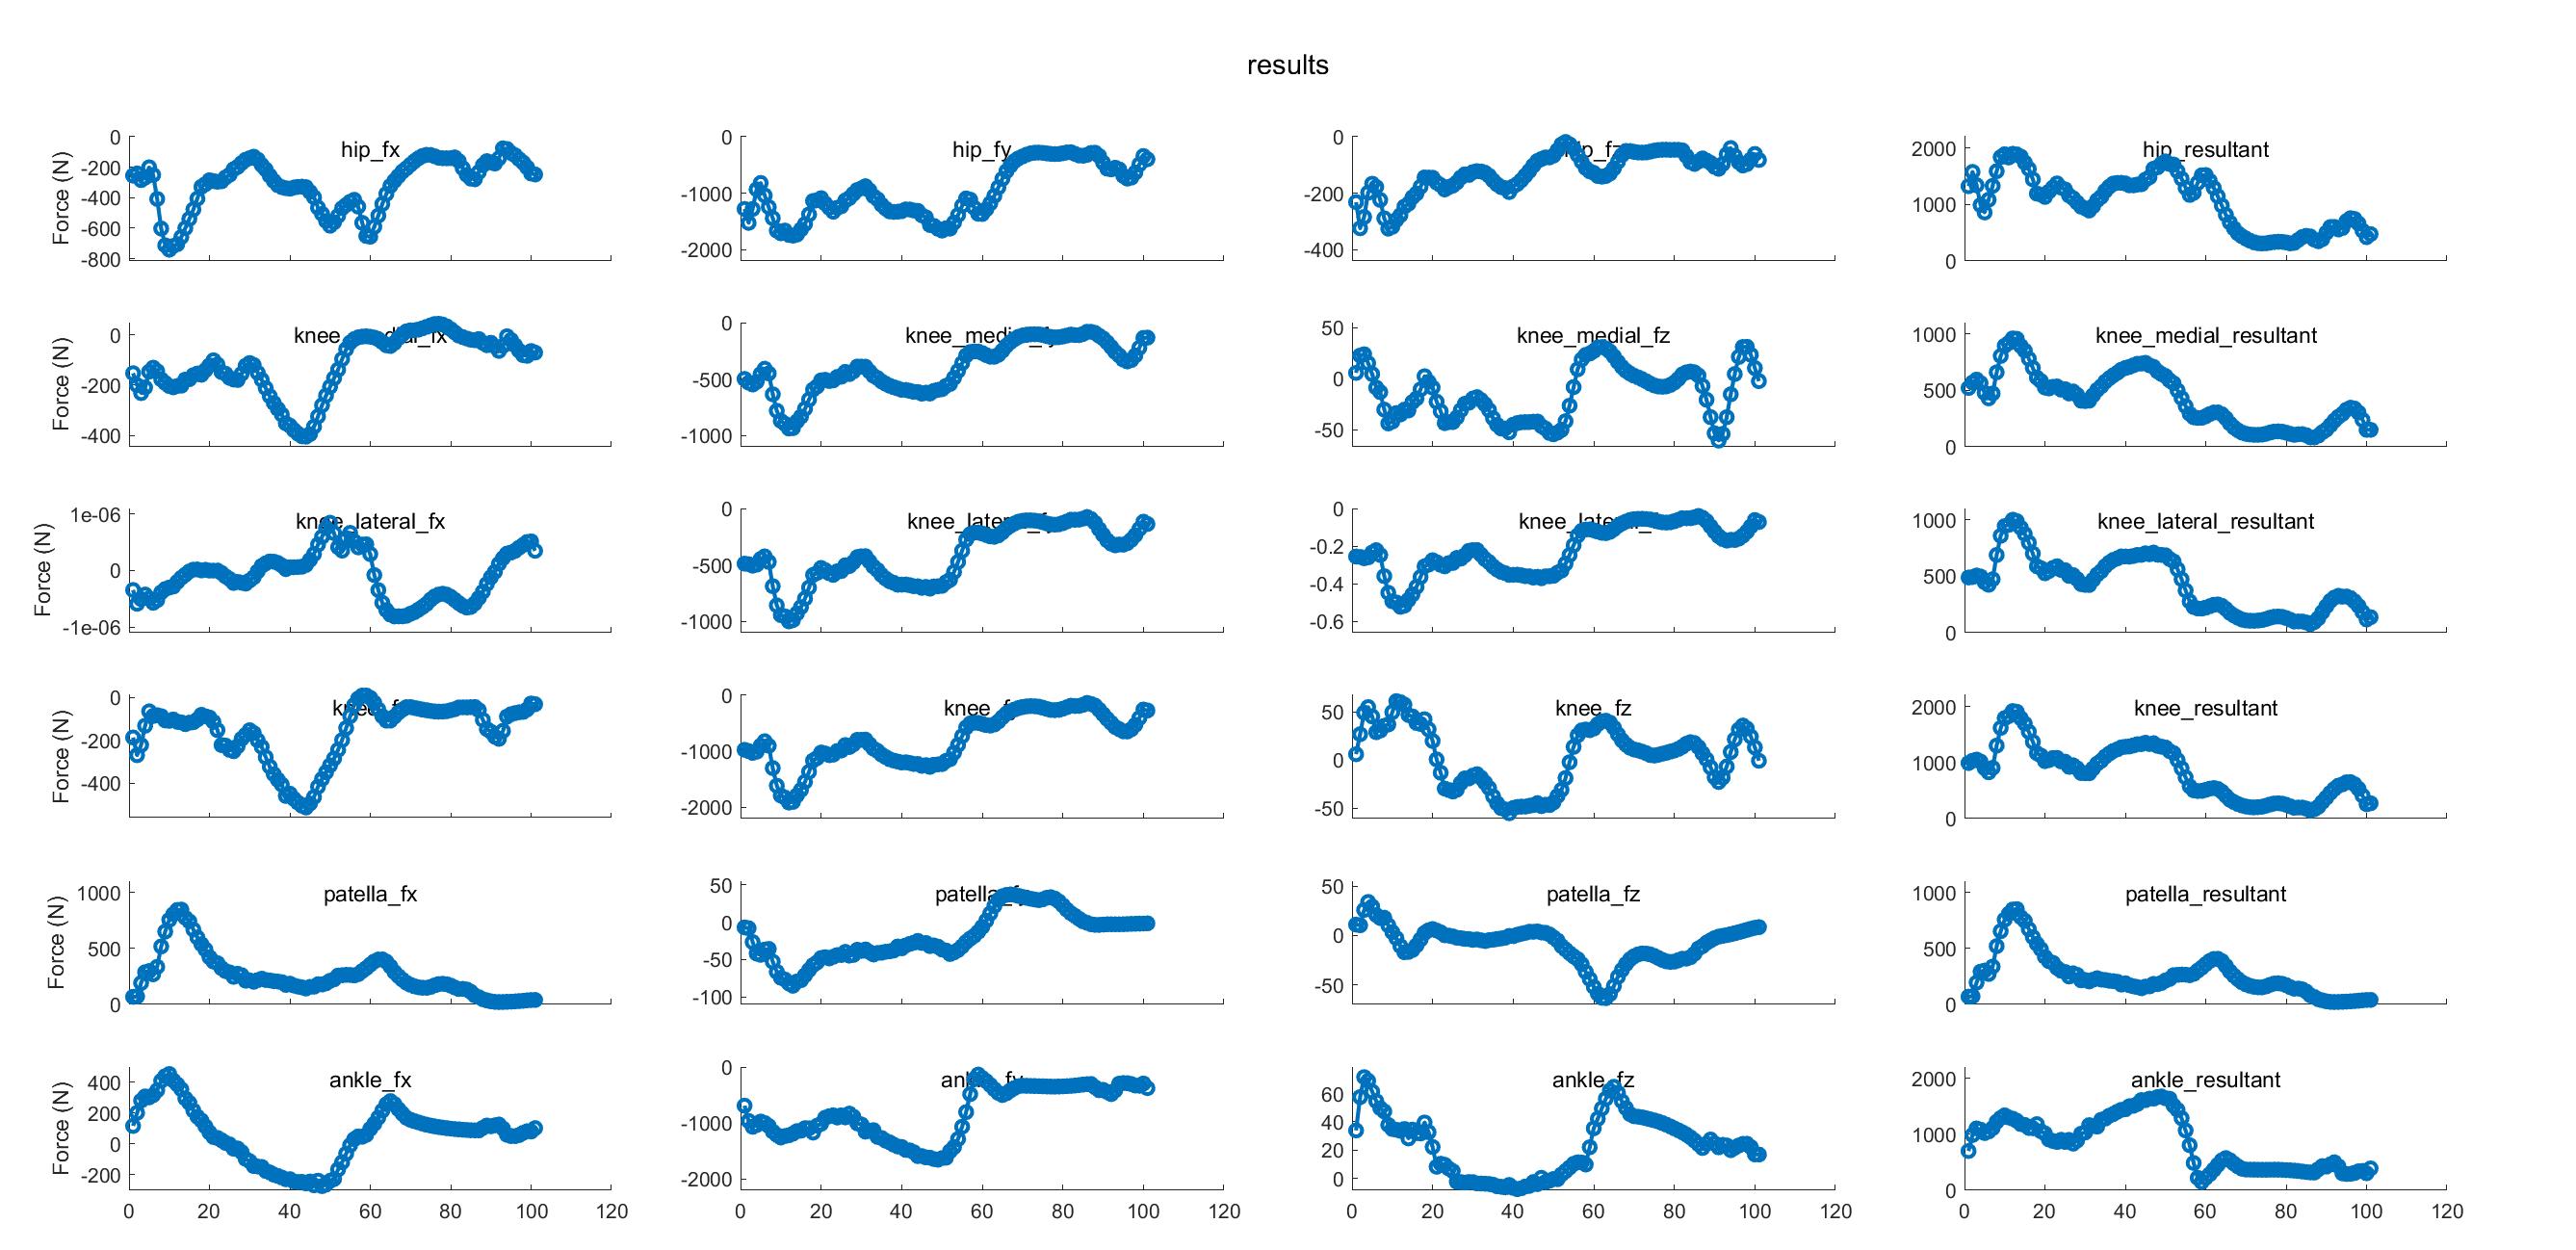 results
hip_fx
hip_fy
hip_resultant
Force (N)
0
-200
-400
-600
-800
0
-1000
-2000
0
-200
-400
2000
1000
0
knee_medial_fz
knee_medial_resultant
Force (N)
0
-200
-400
0
-500
-1000
50
0
-50
1000
500
0
knee_lateral_fx
knee_lateral_resultant
Force (N)
1e-06
0
-1e-06
0
-500
-1000
0
-0.2
-0.4
-0.6
1000
500
0
knee_fz
knee_resultant
Force (N)
0
-200
-400
0
-1000
-2000
50
0
-50
2000
1000
0
patella_fx
patella_fz
patella_resultant
Force (N)
1000
500
0
50
0
-50
-100
50
0
-50
1000
500
0
ankle_fx
ankle_fz
ankle_resultant
Force (N)
400
200
0
-200
0
-1000
-2000
60
40
20
0
2000
1000
0
0 20 40 60 80 100 120
0 20 40 60 80 100 120
0 20 40 60 80 100 120
0 20 40 60 80 100 120